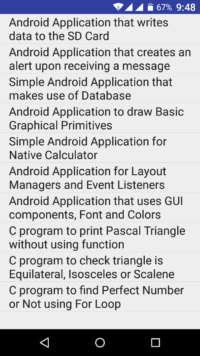 67% 9:48
Android Application that writes
data to the SD Card
Android Application that creates an
alert upon receiving a message
Simple Android Application that
makes use of Database
Android Application to draw Basic
Graphical Primitives
Simple Android Application for
Native Calculator
Android Application for Layout
Managers and Event Listeners
Android Application that uses GUI
components, Font and Colors
C program to print Pascal Triangle
without using function
C program to check triangle is
Equilateral, Isosceles or Scalene
C program to find Perfect Number
or Not using For Loop